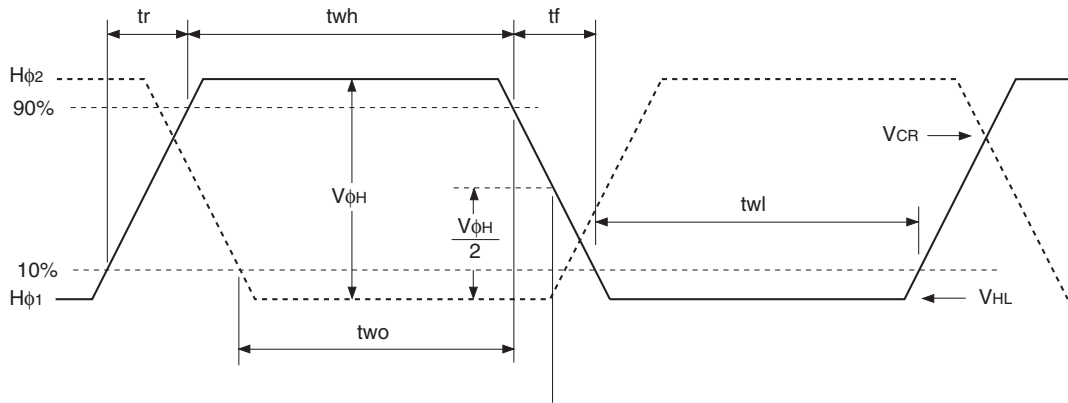 tr
twh
tf
Hϕ2
90%
VCR
VϕH
twl
VϕH
2
10%
Hϕ1
VHL
two